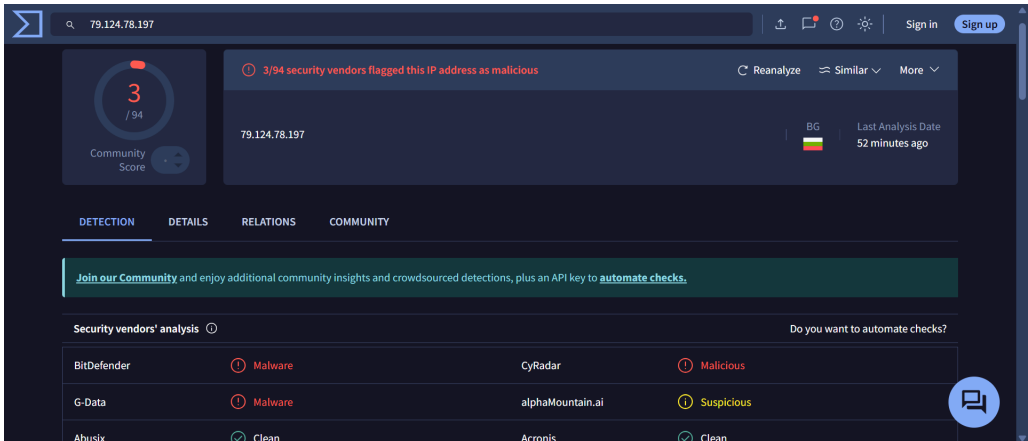 79.124.78.197
Sign in
Sign up
3
/ 94
Community
Score
3/94 security vendors flagged this IP address as malicious
Reanalyze
Similar
More
79.124.78.197
BG
Last Analysis Date
52 minutes ago
DETECTION DETAILS RELATIONS COMMUNITY
Join our Community and enjoy additional community insights and crowdsourced detections, plus an API key to automate checks.
Security vendors' analysis Do you want to automate checks?
BitDefender Malware CyRadar Malicious
G-Data Malware alphaMountain.ai Suspicious
Abusix Clean Acronis Clean